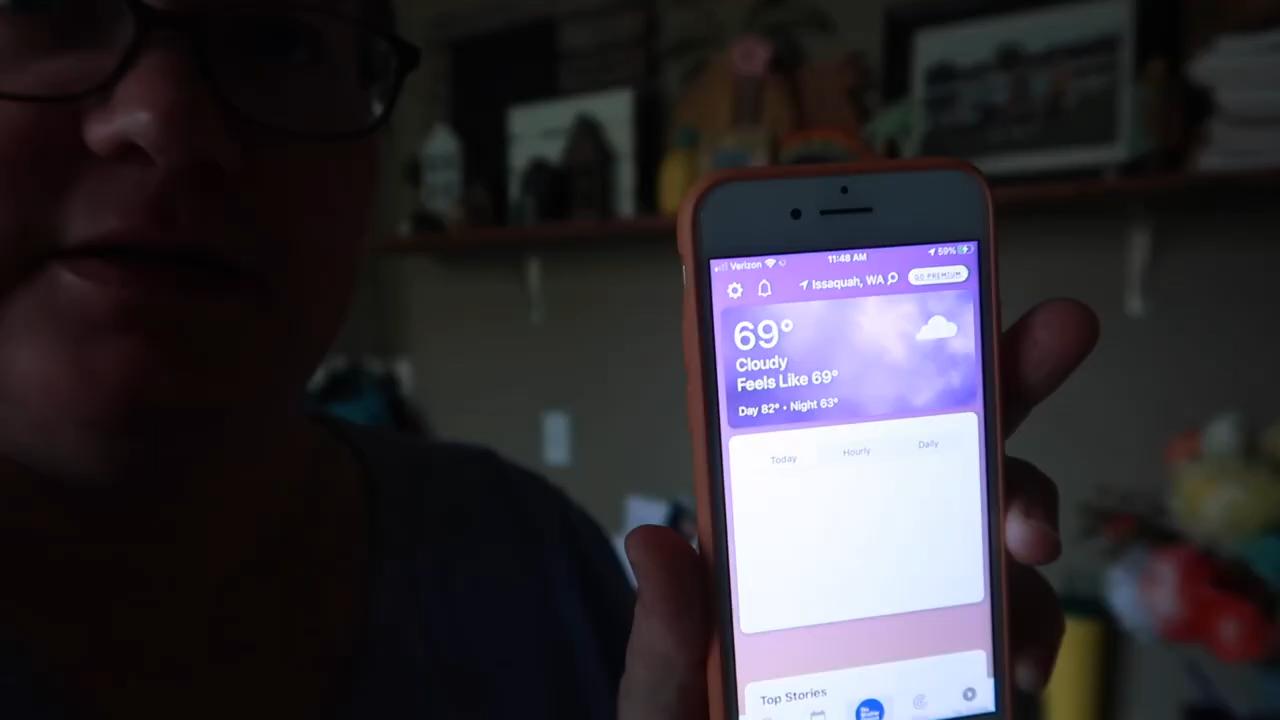 Verizon 11:48 AM 59%
Issaquah, WA GO PREMIUM
69°
Cloudy
Feels Like 69°
Day 82° • Night 63°
Today Hourly Daily
Top Stories